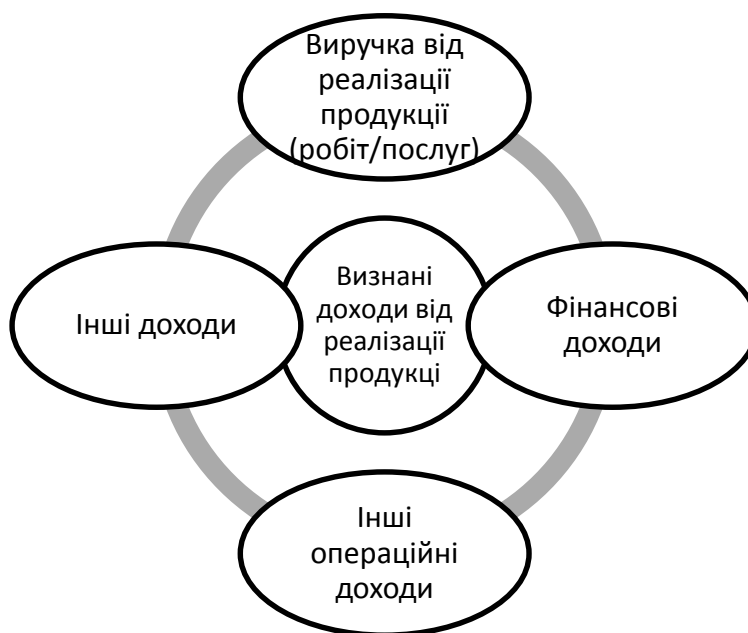 Виручка від
реалізації
продукції
(робіт/послуг)
Інші доходи
Визнані
доходи від
реалізації
продукці
Фінансові
доходи
Інші
операційні
доходи